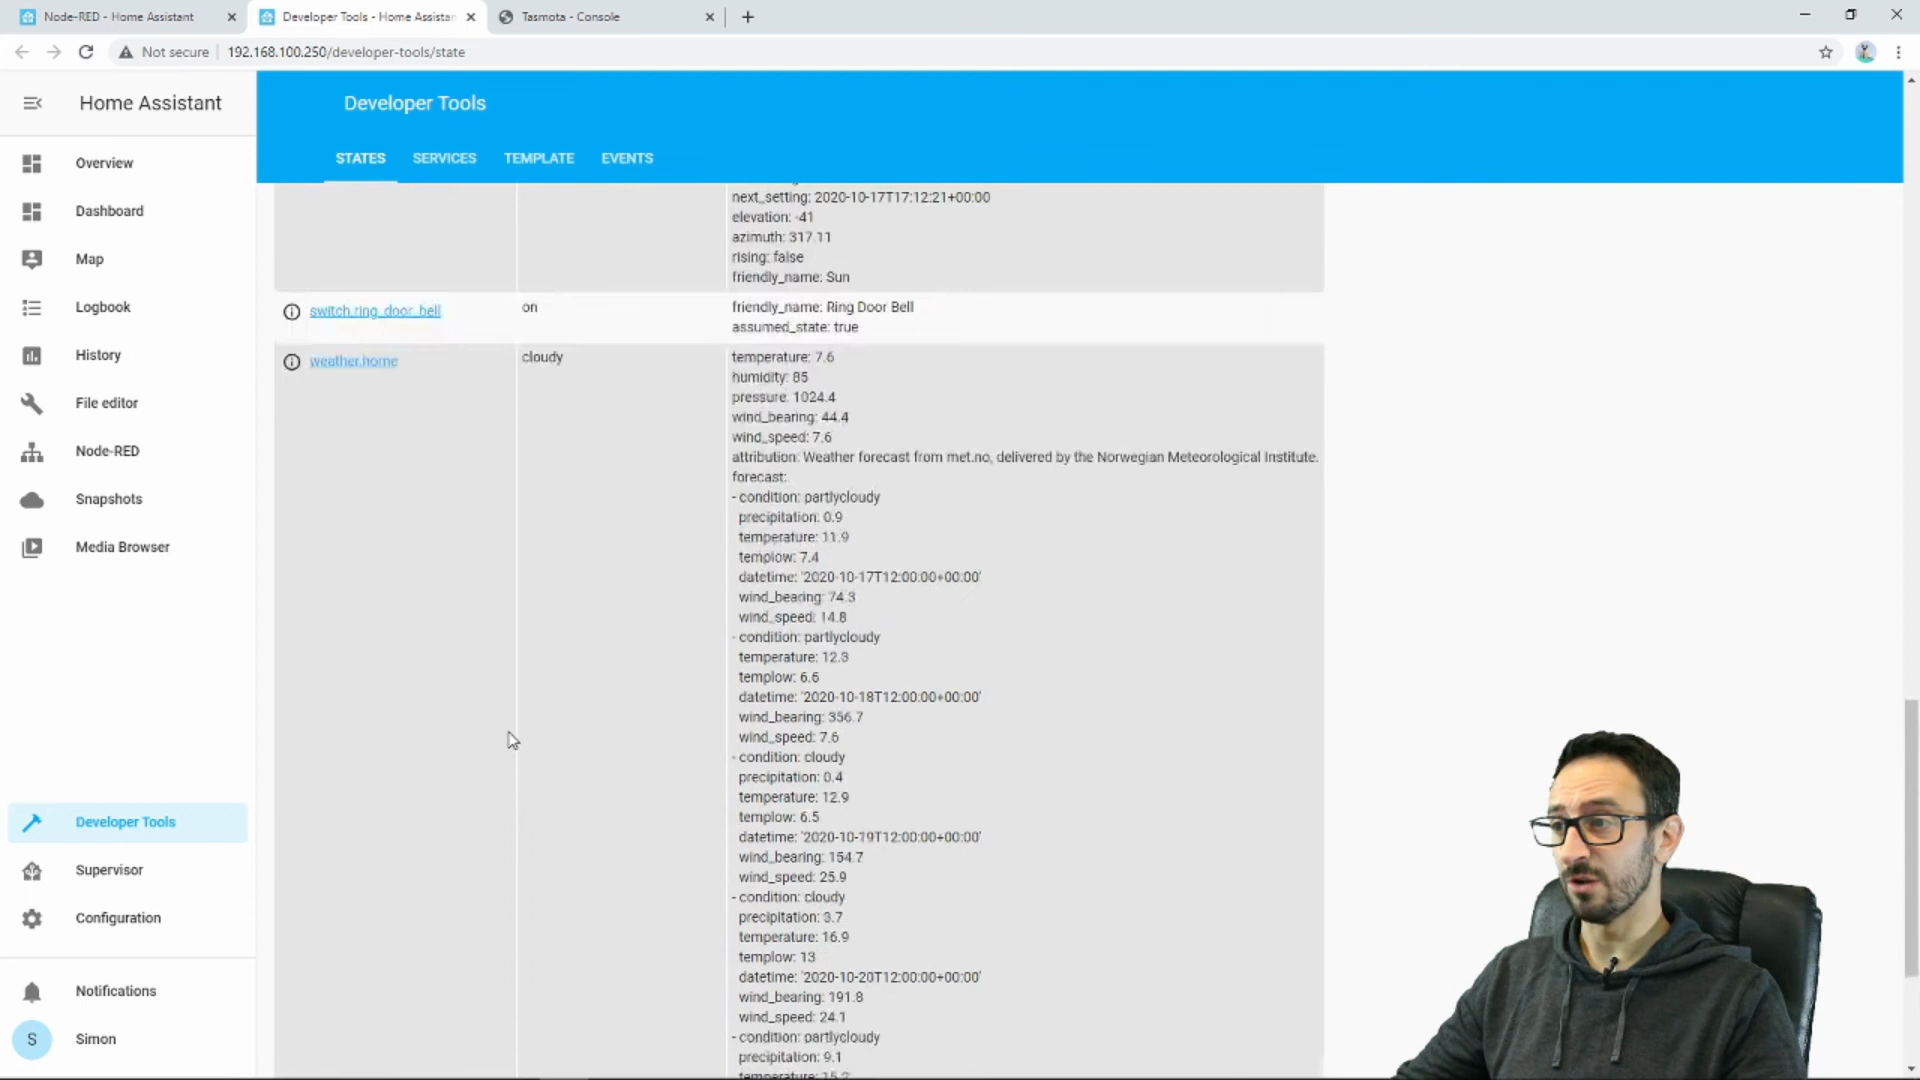 Node-RED - Home Assistant
Developer Tools - Home Assistan
Tasmota - Console
Not secure
192.168.100.250/developer-tools/state
Home Assistant
Developer Tools
STATES
SERVICES
TEMPLATE
EVENTS
Overview
Dashboard
Map
Logbook
History
File editor
Node-RED
Snapshots
Media Browser
Developer Tools
Supervisor
Configuration
Notifications
S
Simon
next_setting: 2020-10-17T17:12:21+00:00
elevation: -41
azimuth: 317.11
rising: false
friendly_name: Sun
switch.ring_door_bell
on
friendly_name: Ring Door Bell
assumed_state: true
weather.home
cloudy
temperature: 7.6
humidity: 85
pressure: 1024.4
wind_bearing: 44.4
wind_speed: 7.6
attribution: Weather forecast from met.no, delivered by the Norwegian Meteorological Institute.
forecast:
- condition: partlycloudy
precipitation: 0.9
temperature: 11.9
templow: 7.4
datetime: '2020-10-17T12:00:00+00:00'
wind_bearing: 74.3
wind_speed: 14.8
- condition: partlycloudy
temperature: 12.3
templow: 6.6
datetime: '2020-10-18T12:00:00+00:00'
wind_bearing: 356.7
wind_speed: 7.6
- condition: cloudy
precipitation: 0.4
temperature: 12.9
templow: 6.5
datetime: '2020-10-19T12:00:00+00:00'
wind_bearing: 154.7
wind_speed: 25.9
- condition: cloudy
precipitation: 3.7
temperature: 16.9
templow: 13
datetime: '2020-10-20T12:00:00+00:00'
wind_bearing: 191.8
wind_speed: 24.1
- condition: partlycloudy
precipitation: 9.1
temperature: